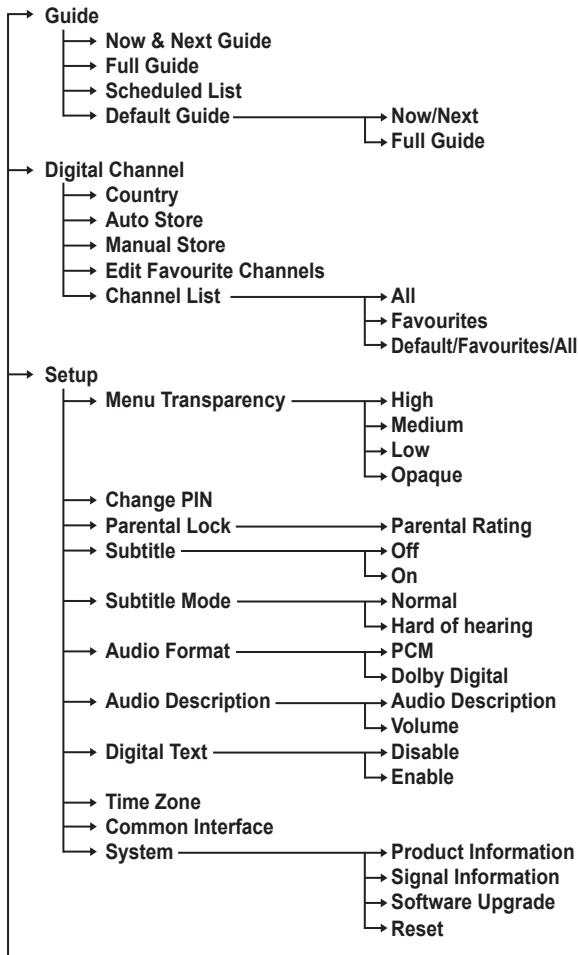 Guide
Now & Next Guide
Full Guide
Scheduled List
Default Guide Now/Next
Full Guide
Digital Channel
Country
Auto Store
Manual Store
Edit Favourite Channels
Channel List All
Favourites
Default/Favourites/All
Setup
Menu Transparency High
Medium
Low
Opaque
Change PIN
Parental Lock Parental Rating
Subtitle Off
On
Subtitle Mode Normal
Hard of hearing
Audio Format PCM
Dolby Digital
Audio Description Audio Description
Volume
Digital Text Disable
Enable
Time Zone
Common Interface
System Product Information
Signal Information
Software Upgrade
Reset